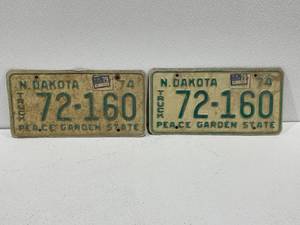 N.DAKOTA 74
TRUCK
72-160
PEACE GARDEN STATE
N.DAKOTA 74
TRUCK
72-160
PEACE GARDEN STATE